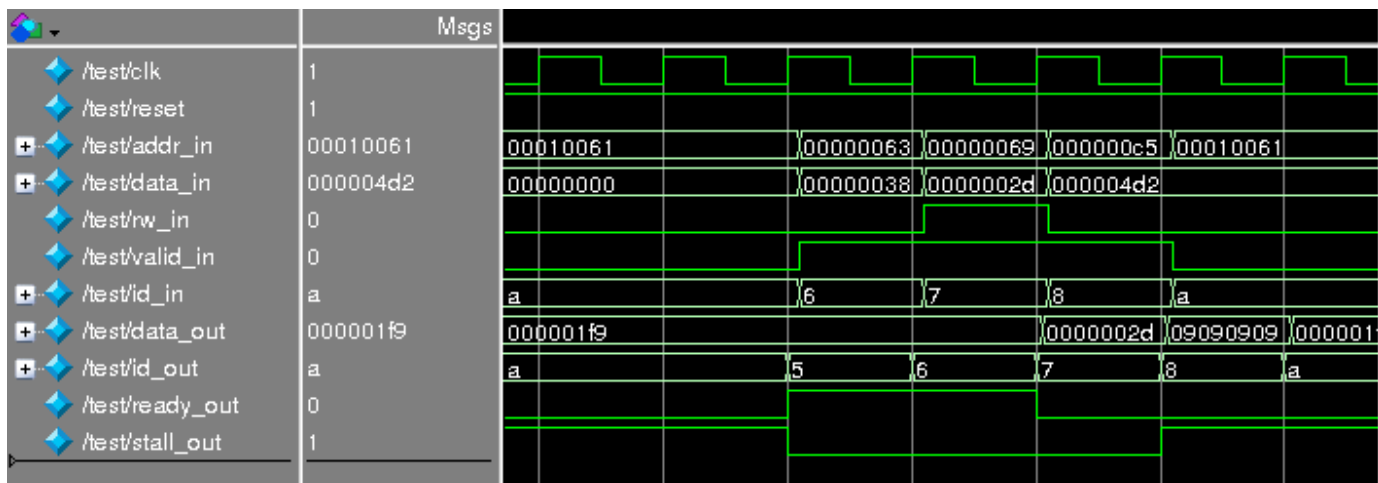 Msgs
/test/clk 1
/test/reset 1
/test/addr_in 00010061 00010061 00000063 00000069 000000c5 00010061
/test/data_in 000004d2 00000000 00000038 0000002d 000004d2
/test/rw_in 0
/test/valid_in 0
/test/id_in a a 6 7 8 a
/test/data_out 000001f9 000001f9 0000002d 09090909 000001
/test/id_out a a 5 6 7 8 a
/test/ready_out 0
/test/stall_out 1